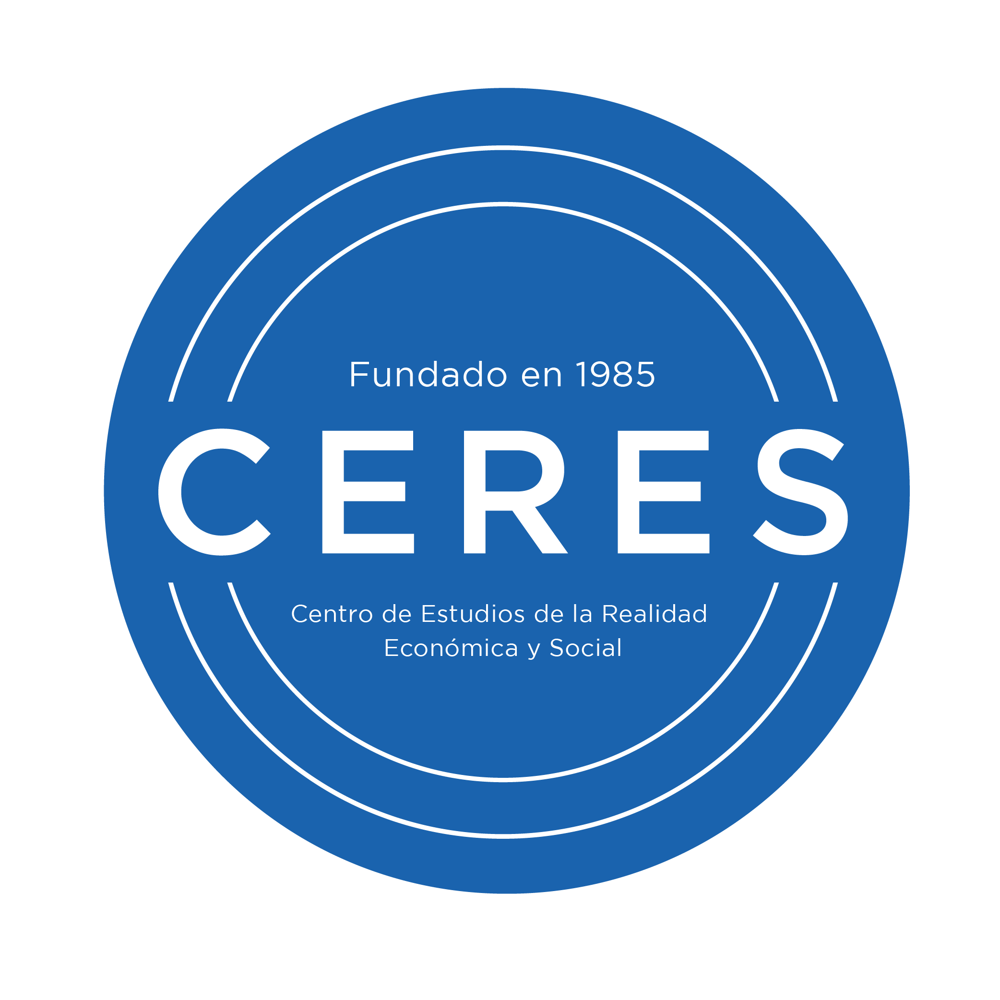 Fundado en 1985
CERES
Centro de Estudios de la Realidad
Económica y Social